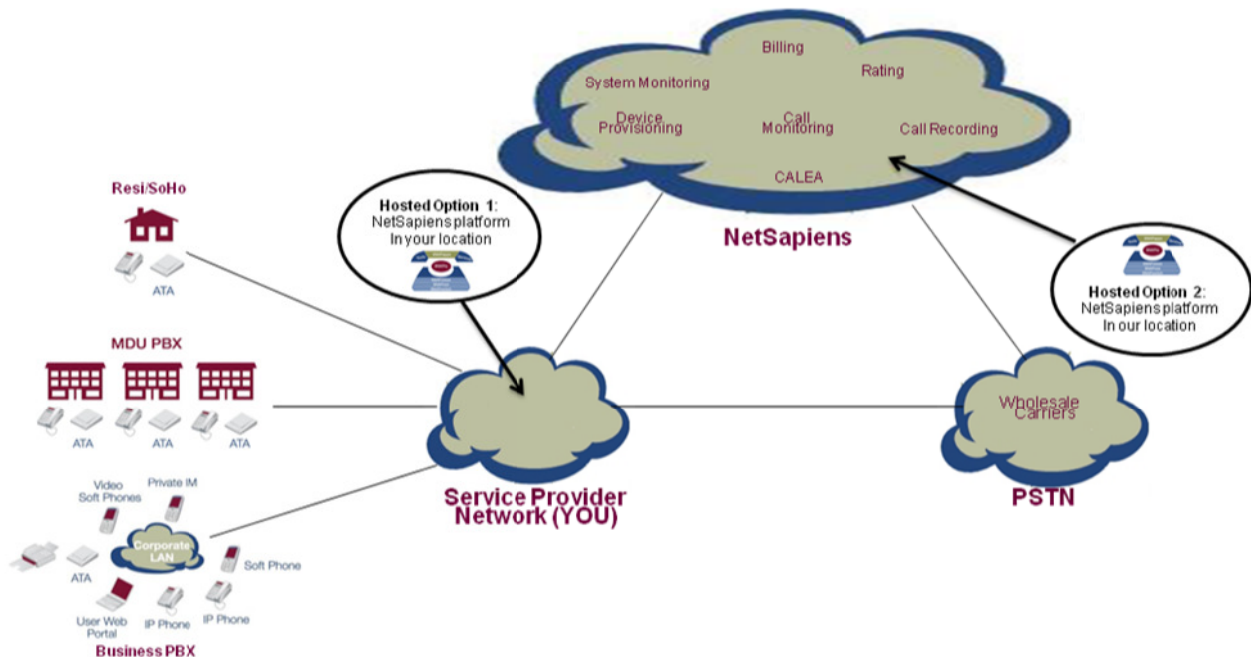 Billing
Rating
System Monitoring
Device
Provisioning
Call
Monitoring
Call Recording
CALEA
NetSapiens
Resi/SoHo
ATA
Hosted Option 1:
NetSapiens platform
In your location
Hosted Option 2:
NetSapiens platform
In our location
MDU PBX
ATA
ATA
ATA
Wholesale
Carriers
Service Provider
Network (YOU)
PSTN
Video
Soft Phones
Private IM
Corporate
LAN
ATA
Soft Phone
User Web
Portal
IP Phone
IP Phone
Business PBX